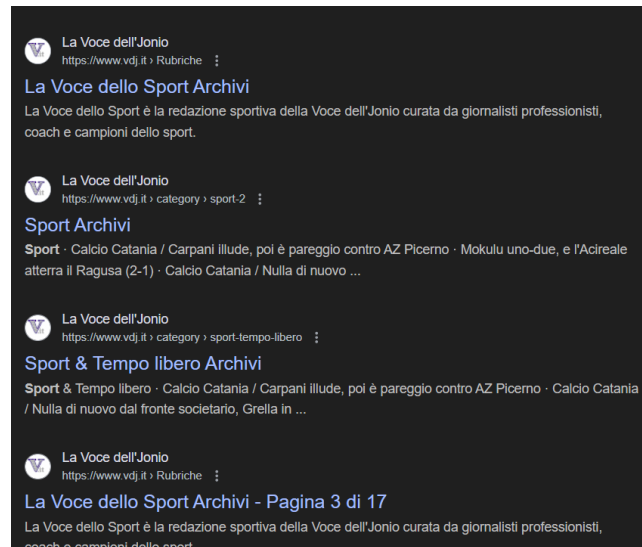 La Voce dell'Jonio
https://www.vdj.it › Rubriche
La Voce dello Sport Archivi
La Voce dello Sport è la redazione sportiva della Voce dell'Jonio curata da giornalisti professionisti,
coach e campioni dello sport.
La Voce dell'Jonio
https://www.vdj.it › category › sport-2
Sport Archivi
Sport · Calcio Catania / Carpani illude, poi è pareggio contro AZ Picerno · Mokulu uno-due, e l'Acireale
atterra il Ragusa (2-1) · Calcio Catania / Nulla di nuovo ...
La Voce dell'Jonio
https://www.vdj.it › category › sport-tempo-libero
Sport & Tempo libero Archivi
Sport & Tempo libero · Calcio Catania / Carpani illude, poi è pareggio contro AZ Picerno · Calcio Catania
/ Nulla di nuovo dal fronte societario, Grella in ...
La Voce dell'Jonio
https://www.vdj.it › Rubriche
La Voce dello Sport Archivi - Pagina 3 di 17
La Voce dello Sport è la redazione sportiva della Voce dell'Jonio curata da giornalisti professionisti,
coach e campioni dello sport.